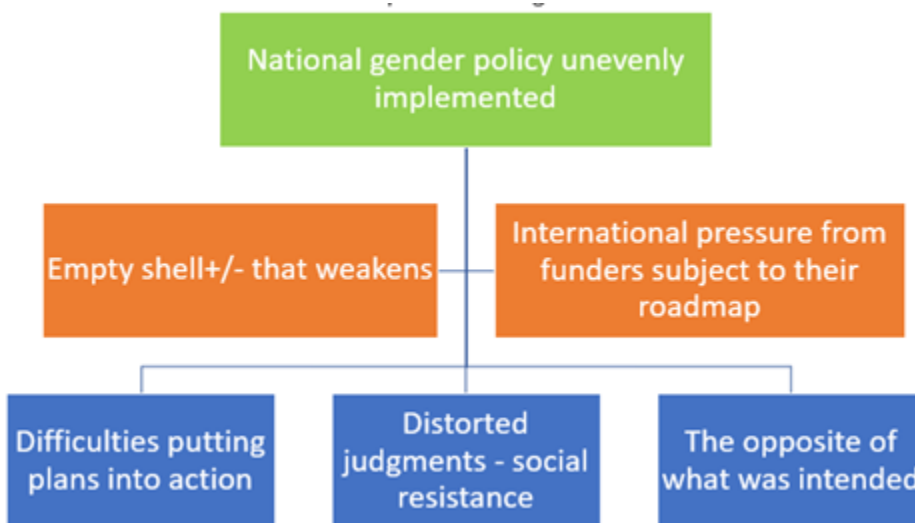 National gender policy unevenly
implemented
Empty shell+/- that weakens
International pressure from
funders subject to their
roadmap
Difficulties putting
plans into action
Distorted
judgments - social
resistance
The opposite of
what was intended